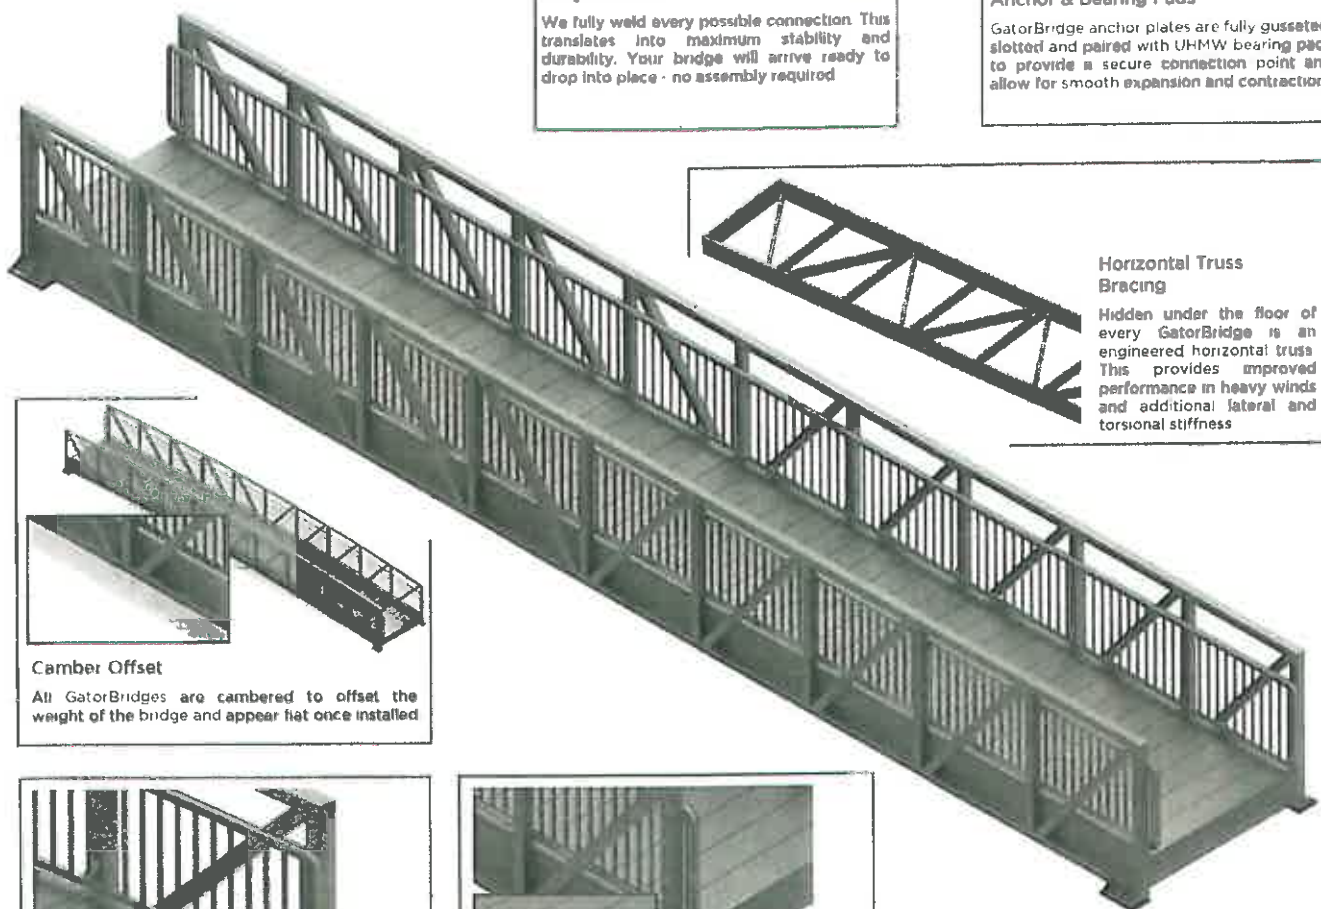 We fully weld every possible connection This
translates into maximum stability and
durability. Your bridge will arrive ready to
drop into place - no assembly required
Anchor & Bearing Pads
GatorBridge anchor plates are fully gusseted
slotted and paired with UHMW bearing pad
to provide a secure connection point an
allow for smooth expansion and contraction
Horizontal Truss
Bracing
Hidden under the floor of
every GatorBridge is an
engineered horizontal truss
This provides improved
performance in heavy winds
and additional lateral and
torsional stiffness
Camber Offset
All GatorBridges are cambered to offset the
weight of the bridge and appear flat once installed